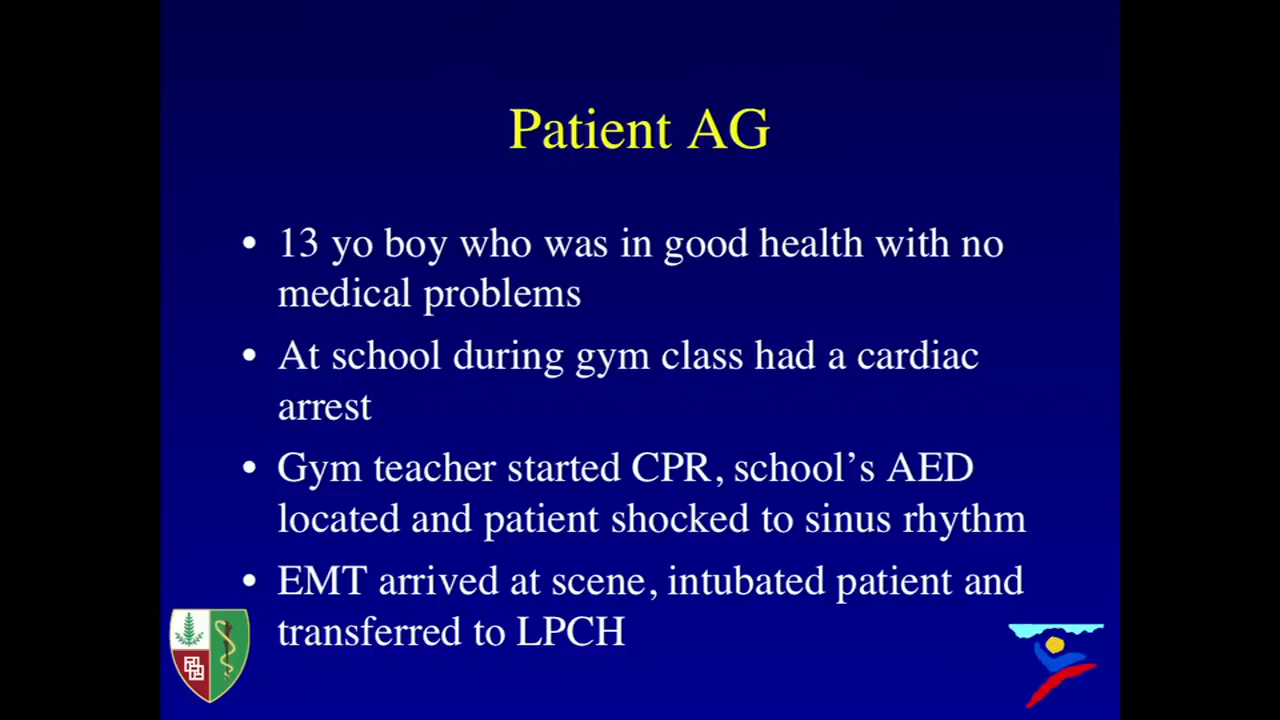 Patient AG
• 13 yo boy who was in good health with no
medical problems
• At school during gym class had a cardiac
arrest
• Gym teacher started CPR, school’s AED
located and patient shocked to sinus rhythm
• EMT arrived at scene, intubated patient and
transferred to LPCH